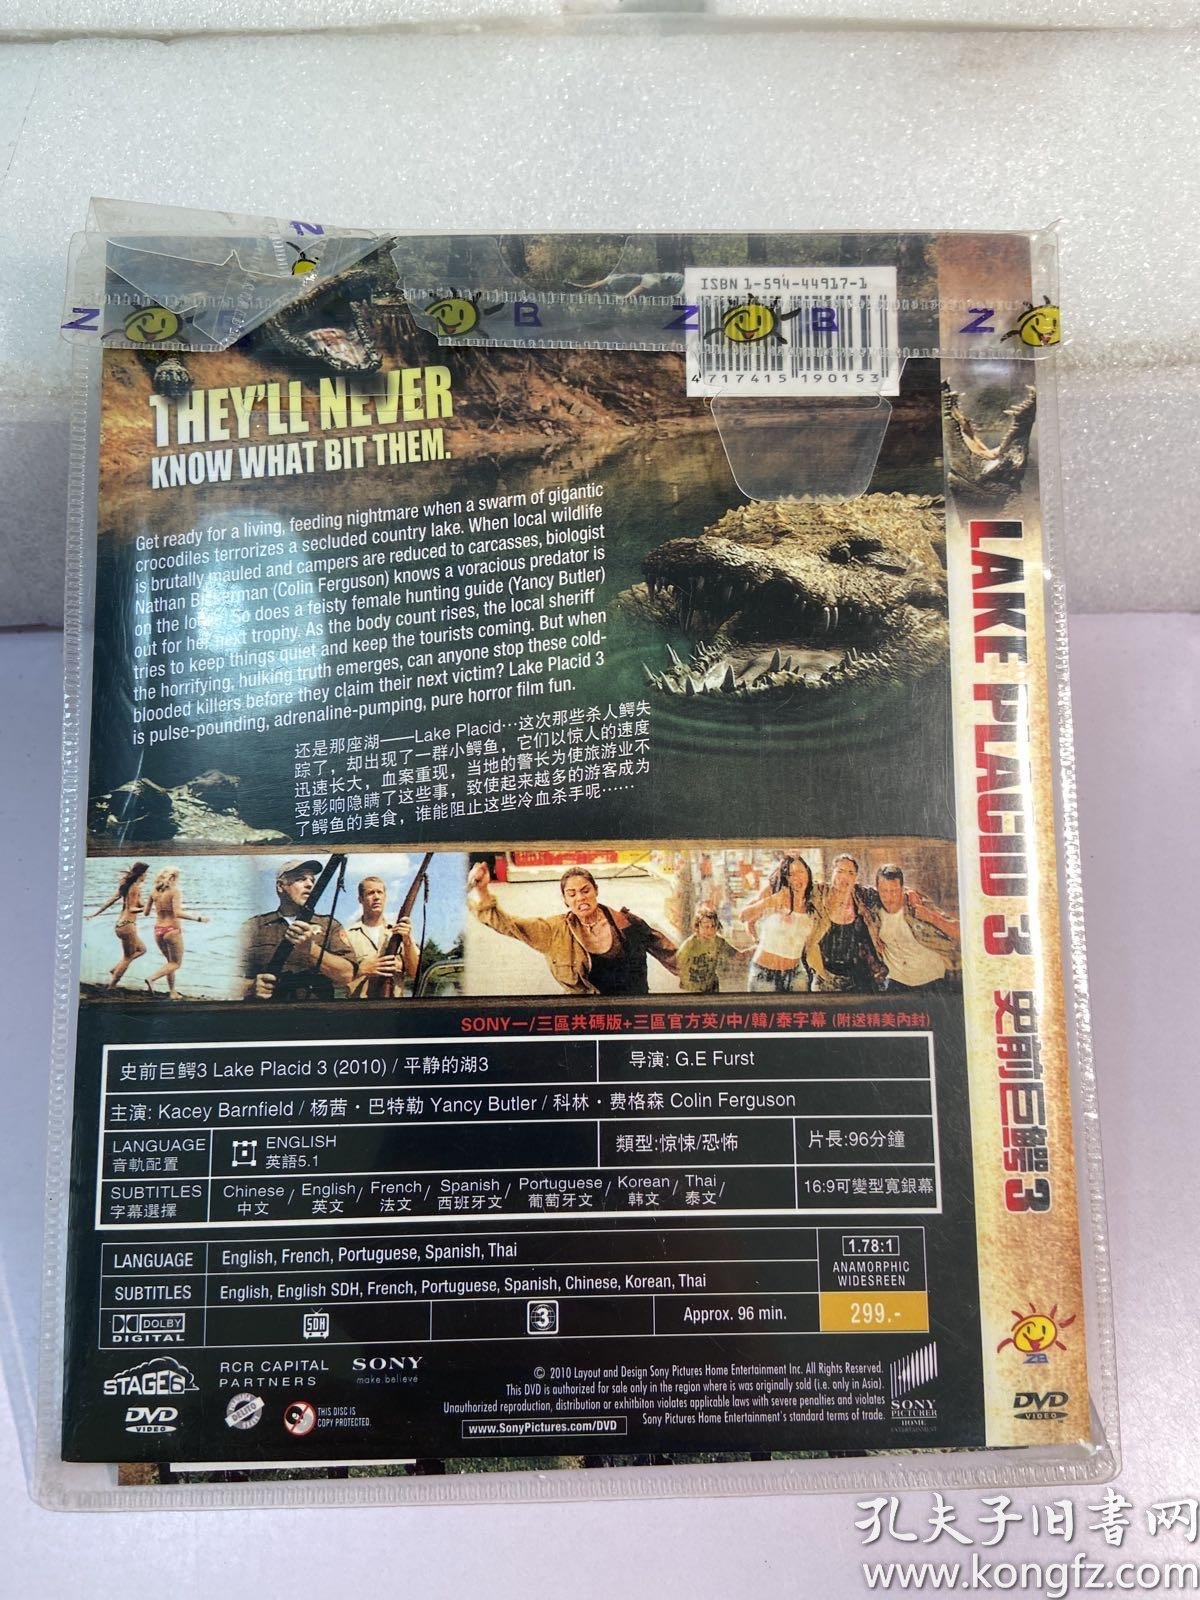 Z
Z B
Z B
Z
ISBN 1-594-44917-1
4 717415 190153
THEY'LL NEVER
KNOW WHAT BIT THEM.
Get ready for a living, feeding nightmare when a swarm of gigantic
crocodiles terrorizes a secluded country lake. When local wildlife
is brutally mauled and campers are reduced to carcasses, biologist
Nathan (Colin Ferguson) knows a voracious predator is
on the So does a feisty female hunting guide (Yancy Butler)
out for her next trophy. As the body count rises, the local sheriff
tries to keep things quiet and keep the tourists coming. But when
the horrifying, hulking truth emerges, can anyone stop these cold-
blooded killers before they claim their next victim? Lake Placid 3
is pulse-pounding, adrenaline-pumping, pure horror film fun.
还是那座湖——Lake Placid…这次那些杀人鳄失
踪了，却出现了一群小鳄鱼，它们以惊人的速度
迅速长大，血案重现，当地的警长为使旅游业不
受影响隐瞒了这些事，致使起来越多的游客成为
了鳄鱼的美食，谁能阻止这些冷血杀手呢……
SONY一/三區共碼版+三區官方英/中/韓/泰字幕 (附送精美內封)
史前巨鳄3 Lake Placid 3 (2010) / 平静的湖3
导演: G.E Furst
主演: Kacey Barnfield / 杨茜·巴特勒 Yancy Butler / 科林·费格森 Colin Ferguson
LANGUAGE
音軌配置
ENGLISH
英語5.1
類型:惊悚/恐怖
片長:96分鐘
SUBTITLES
字幕選擇
Chinese / English / French / Spanish / Portuguese / Korean / Thai
中文 英文 法文 西班牙文 葡萄牙文 韩文 泰文
16:9可變型寬銀幕
LANGUAGE
English, French, Portuguese, Spanish, Thai
SUBTITLES
English, English SDH, French, Portuguese, Spanish, Chinese, Korean, Thai
1.78:1
ANAMORPHIC
WIDESREEN
DOLBY
DIGITAL
SDH
3
Approx. 96 min.
299.-
STAGE6
RCR CAPITAL
PARTNERS
SONY
make.believe
DVD
VIDEO
DELITO
THIS DISC IS
COPY PROTECTED.
© 2010 Layout and Design Sony Pictures Home Entertainment Inc. All Rights Reserved.
This DVD is authorized for sale only in the region where is was originally sold (i.e. only in Asia).
Unauthorized reproduction, distribution or exhibiton violates applicable laws with severe penalties and violates
www.SonyPictures.com/DVD
Sony Pictures Home Entertainment's standard terms of trade.
SONY
PICTURES
HOME
ENTERTAINMENT
LAKE PLACID 3 史前巨鳄3
ZB
DVD
VIDEO
孔夫子旧书网
www.kongfz.com